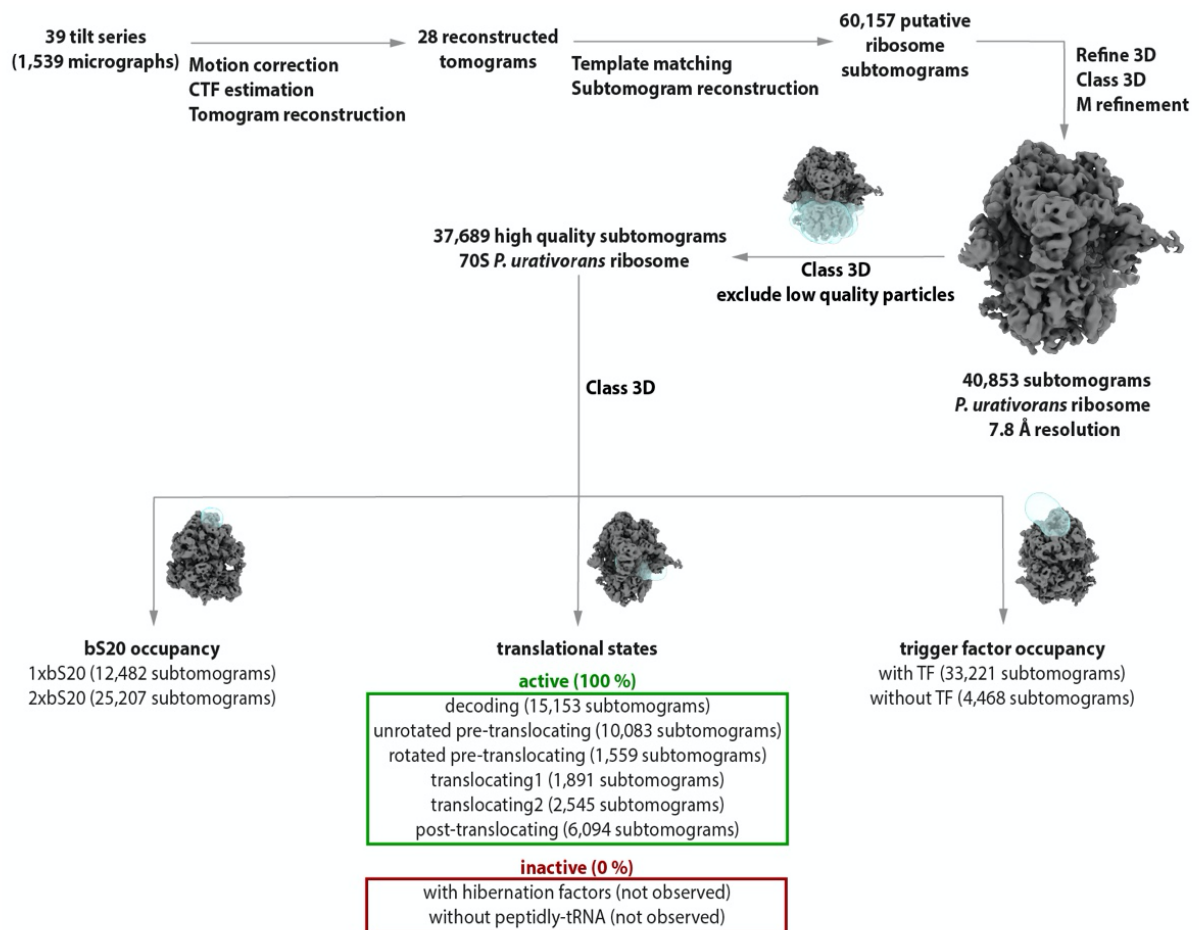 39 tilt series
(1,539 micrographs)
Motion correction
CTF estimation
Tomogram reconstruction
28 reconstructed
tomograms
Template matching
Subtomogram reconstruction
60,157 putative
ribosome
subtomograms
Refine 3D
Class 3D
M refinement
40,853 subtomograms
P. urativorans ribosome
7.8 Å resolution
Class 3D
exclude low quality particles
37,689 high quality subtomograms
70S P. urativorans ribosome
Class 3D
bS20 occupancy
1xbS20 (12,482 subtomograms)
2xbS20 (25,207 subtomograms)
translational states
active (100 %)
decoding (15,153 subtomograms)
unrotated pre-translocating (10,083 subtomograms)
rotated pre-translocating (1,559 subtomograms)
translocating1 (1,891 subtomograms)
translocating2 (2,545 subtomograms)
post-translocating (6,094 subtomograms)
inactive (0 %)
with hibernation factors (not observed)
without peptidly-tRNA (not observed)
trigger factor occupancy
with TF (33,221 subtomograms)
without TF (4,468 subtomograms)